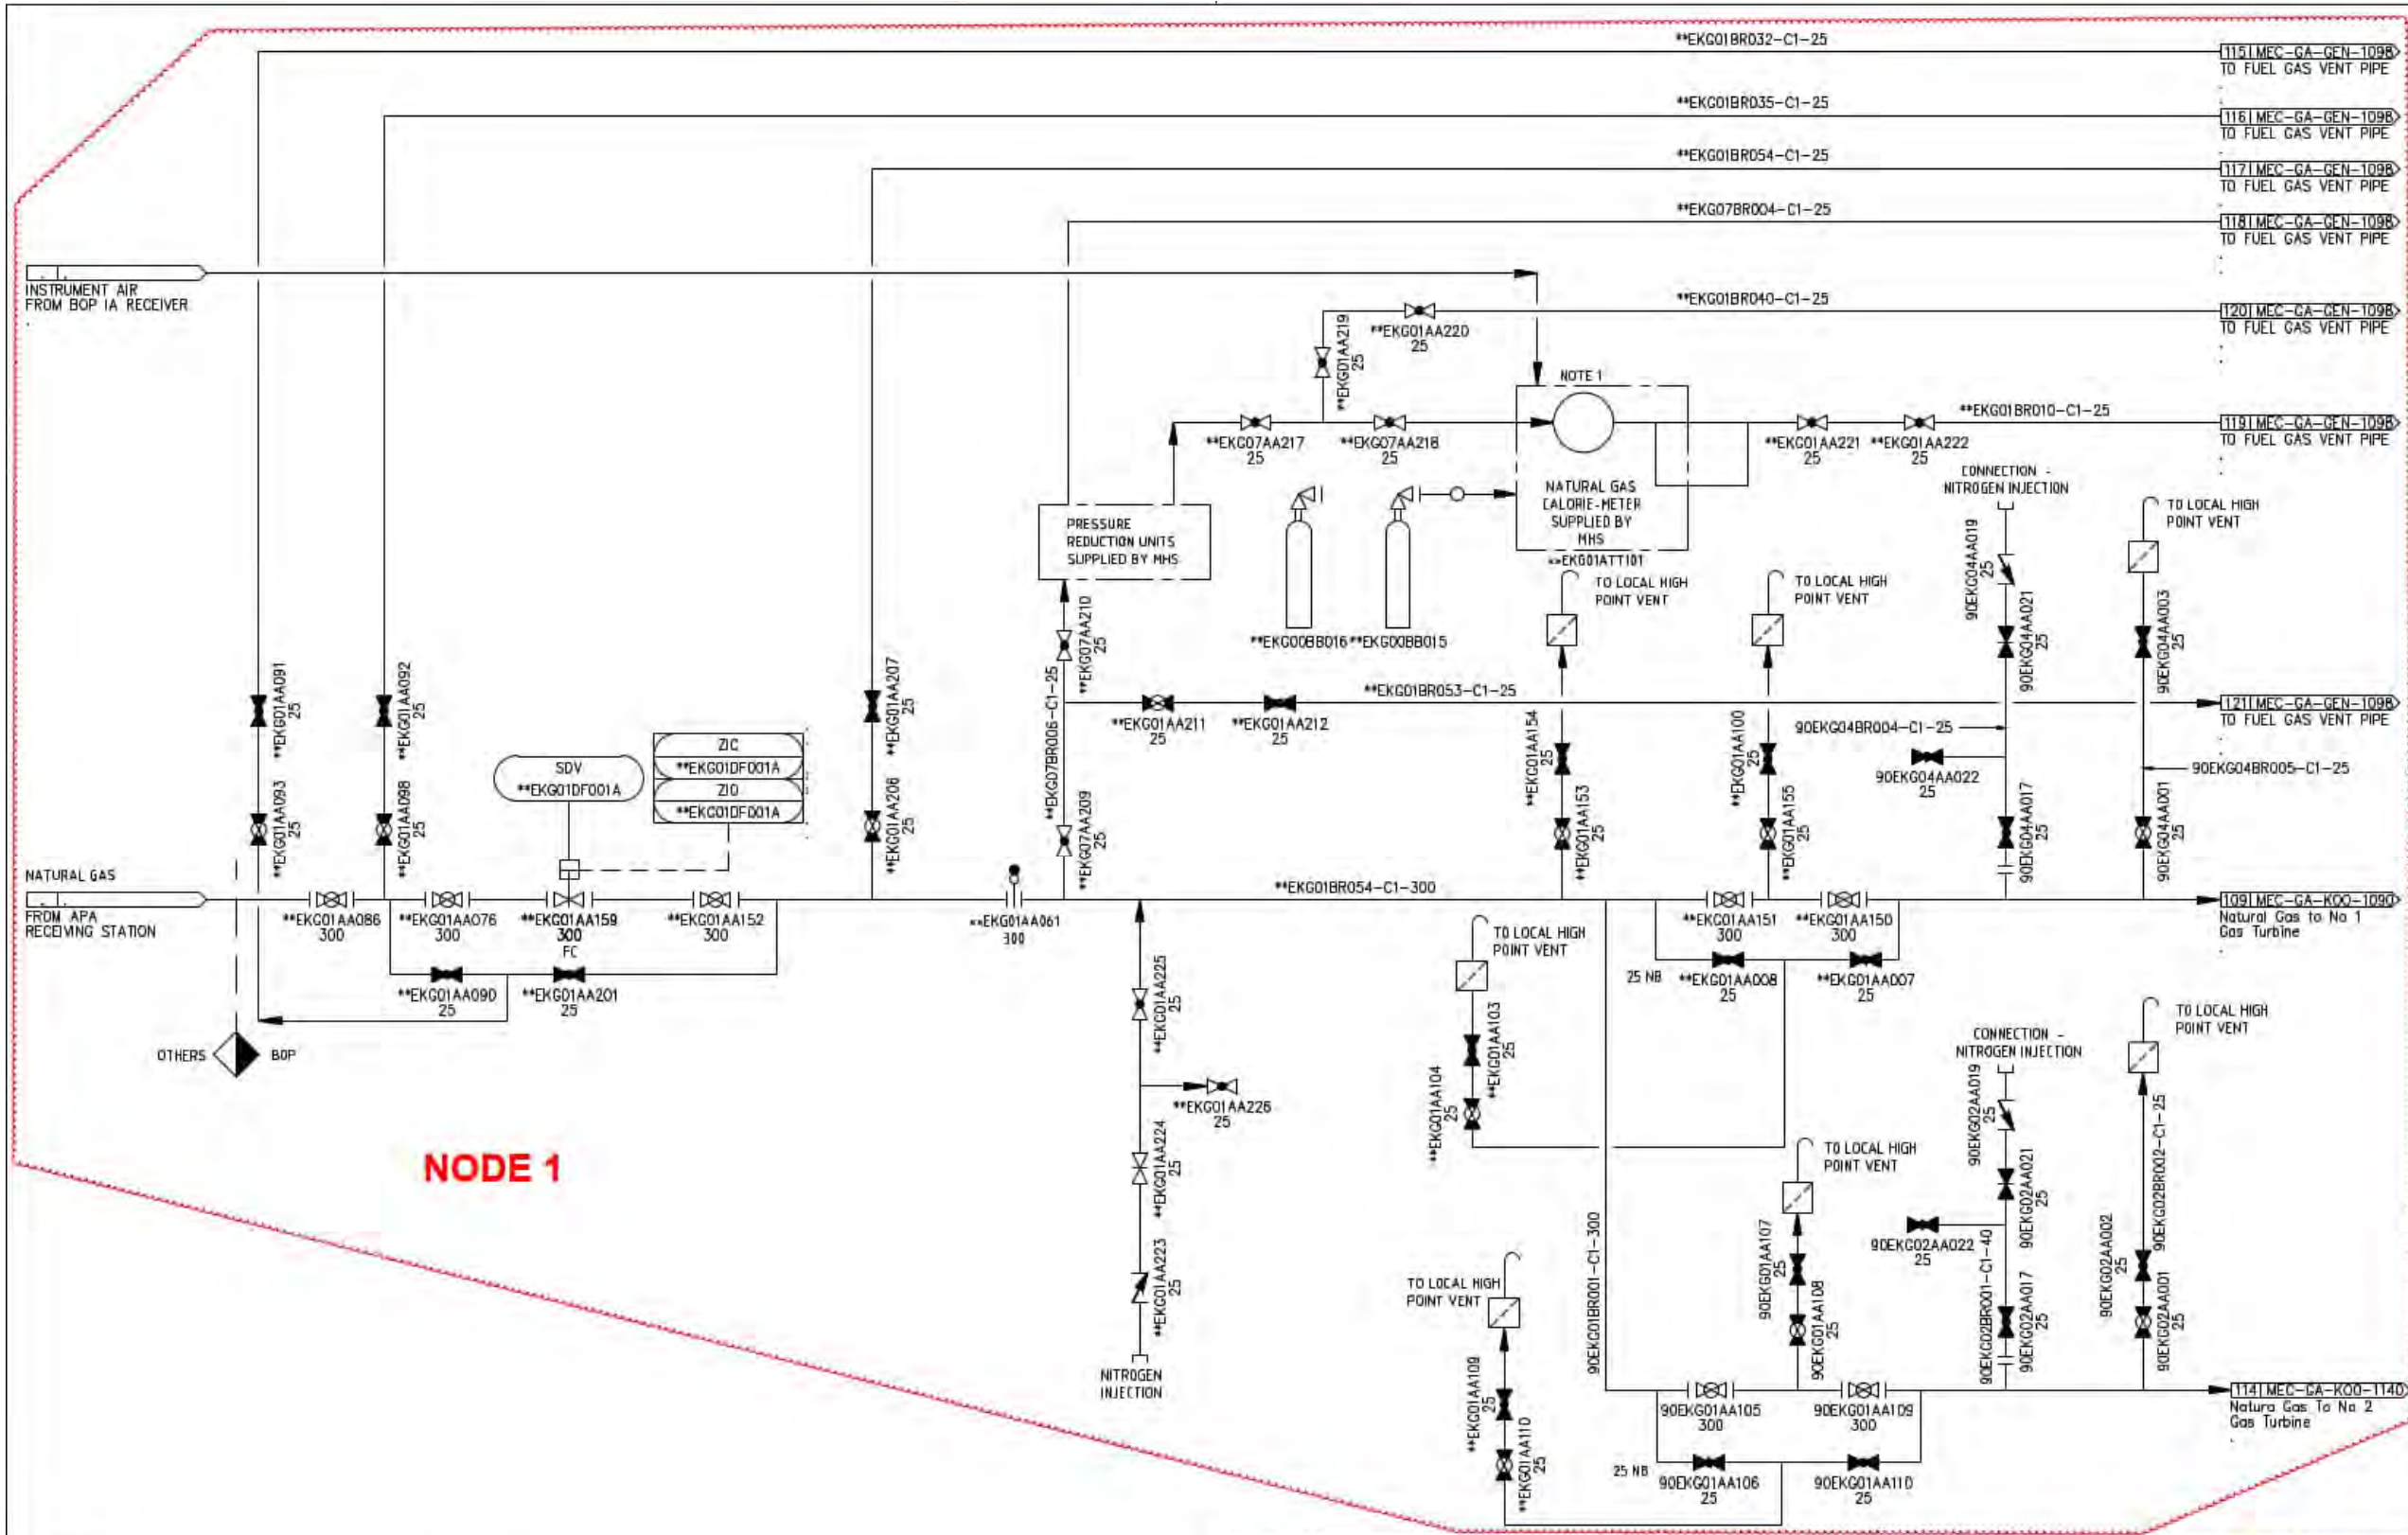 **EKG01BR032-C1-25
115 MEC-GA-GEN-1098
TO FUEL GAS VENT PIPE
**EKG01BR035-C1-25
116 MEC-GA-GEN-1098
TO FUEL GAS VENT PIPE
**EKG01BR054-C1-25
117 MEC-GA-GEN-1098
TO FUEL GAS VENT PIPE
**EKG07BR004-C1-25
118 MEC-GA-GEN-1098
TO FUEL GAS VENT PIPE
INSTRUMENT AIR
FROM BOP IA RECEIVER
**EKG01BR040-C1-25
120 MEC-GA-GEN-1098
TO FUEL GAS VENT PIPE
**EKG01AA219
25
**EKG01AA220
25
NOTE 1
**EKG07AA217
25
**EKG07AA218
25
**EKG01AA221
25
**EKG01AA222
25
**EKG01BR010-C1-25
119 MEC-GA-GEN-1098
TO FUEL GAS VENT PIPE
PRESSURE
REDUCTION UNITS
SUPPLIED BY MHS
NATURAL GAS
CALORIE-METER
SUPPLIED BY
MHS
**EKG01ATT101
**EKG00BB016
**EKG00BB015
CONNECTION -
NITROGEN INJECTION
TO LOCAL HIGH
POINT VENT
TO LOCAL HIGH
POINT VENT
TO LOCAL HIGH
POINT VENT
90EKG04AA019
25
90EKG04AA021
25
90EKG04AA003
25
**EKG01AA091
25
**EKG01AA092
25
**EKG01AA207
25
**EKG07AA210
25
**EKG07BR006-C1-25
**EKG01AA211
25
**EKG01AA212
25
**EKG01BR053-C1-25
121 MEC-GA-GEN-1098
TO FUEL GAS VENT PIPE
**EKG01AA154
25
**EKG01AA100
25
90EKG04BR004-C1-25
90EKG04AA022
25
90EKG04BR005-C1-25
SDV
**EKG01DF001A
ZIC
**EKG01DF001A
ZIO
**EKG01DF001A
**EKG01AA093
25
**EKG01AA098
25
**EKG01AA206
25
**EKG07AA209
25
**EKG01AA153
25
**EKG01AA155
25
90EKG04AA017
25
90EKG04AA001
25
NATURAL GAS
FROM APA
RECEIVING STATION
**EKG01AA086
300
**EKG01AA076
300
**EKG01AA159
300
FC
**EKG01AA152
300
**EKG01AA061
300
**EKG01BR054-C1-300
**EKG01AA151
300
**EKG01AA150
300
109 MEC-GA-K00-1090
Natural Gas to No 1
Gas Turbine
**EKG01AA090
25
**EKG01AA201
25
25 NB
**EKG01AA008
25
**EKG01AA007
25
OTHERS
BOP
TO LOCAL HIGH
POINT VENT
**EKG01AA103
25
**EKG01AA104
25
**EKG01AA225
25
**EKG01AA226
25
**EKG01AA224
25
**EKG01AA223
25
NITROGEN
INJECTION
NODE 1
CONNECTION -
NITROGEN INJECTION
TO LOCAL HIGH
POINT VENT
90EKG02AA019
25
90EKG02AA021
25
90EKG02BR002-C1-25
TO LOCAL HIGH
POINT VENT
90EKG01AA107
25
90EKG01AA108
25
90EKG02AA022
25
90EKG02BR001-C1-40
90EKG02AA017
25
90EKG02AA002
25
90EKG02AA001
25
90EKG01BR001-C1-300
TO LOCAL HIGH
POINT VENT
**EKG01AA109
25
**EKG01AA110
25
90EKG01AA105
300
90EKG01AA109
300
114 MEC-GA-K00-1140
Natura Gas To No 2
Gas Turbine
25 NB
90EKG01AA106
25
90EKG01AA110
25